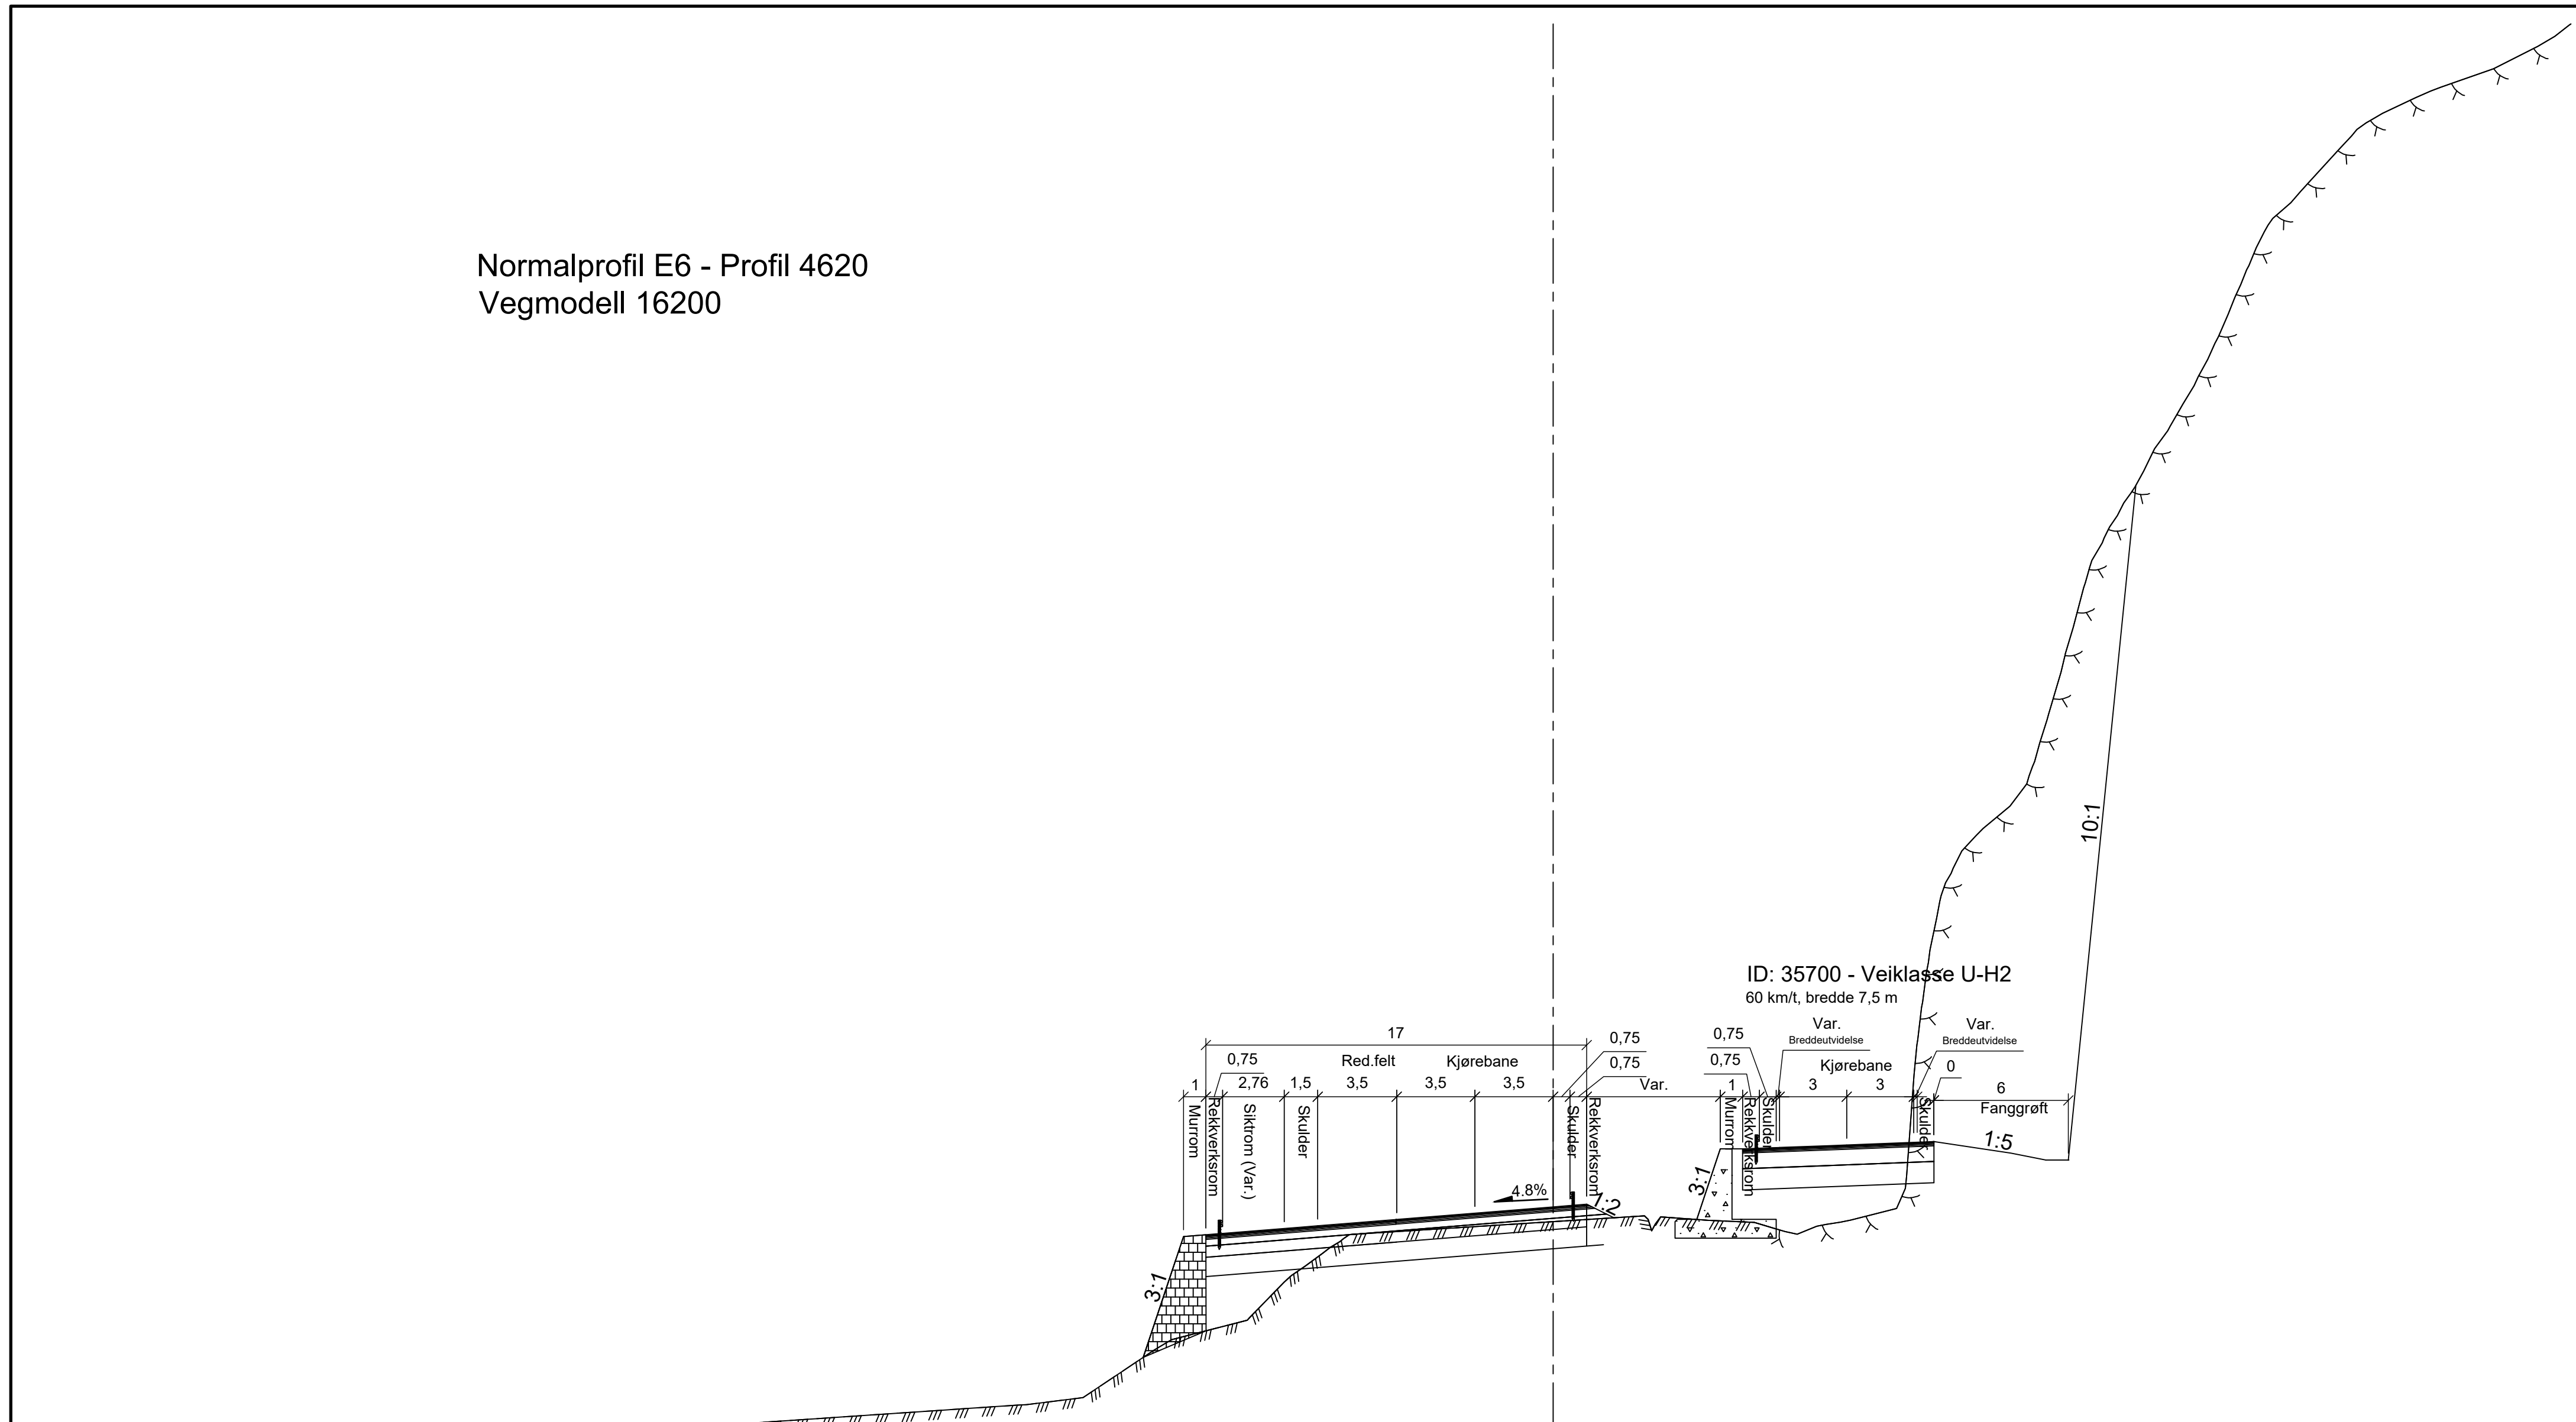 Normalprofil E6 - Profil 4620
Vegmodell 16200
10:1
ID: 35700 - Veiklasse U-H2
60 km/t, bredde 7,5 m
Var.
Breddeutvidelse
Var.
Breddeutvidelse
17
0,75
0,75
0,75
Red.felt
Kjørebane
0,75
0,75
Kjørebane
0
1
2,76
1,5
3,5
3,5
3,5
Var.
1
3
3
6
Fanggrøft
Murrom
Rekkverksrom
Siktrom (Var.)
Skulder
Skulder
Rekkverksrom
Murrom
Rekkverksrom
Skulder
Skulder
1:5
4.8%
1:2
3:1
3:1